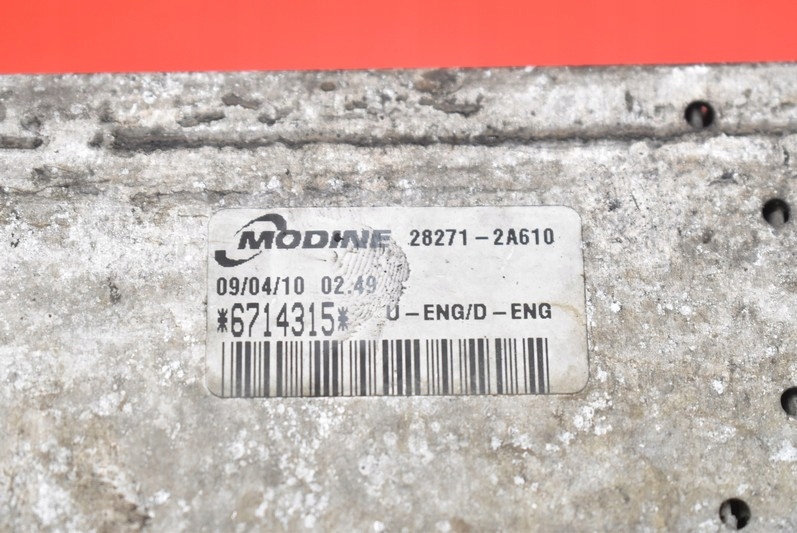 MODINE 28271-2A610
09/04/10 02.49
*6714315* U-ENG/D-ENG